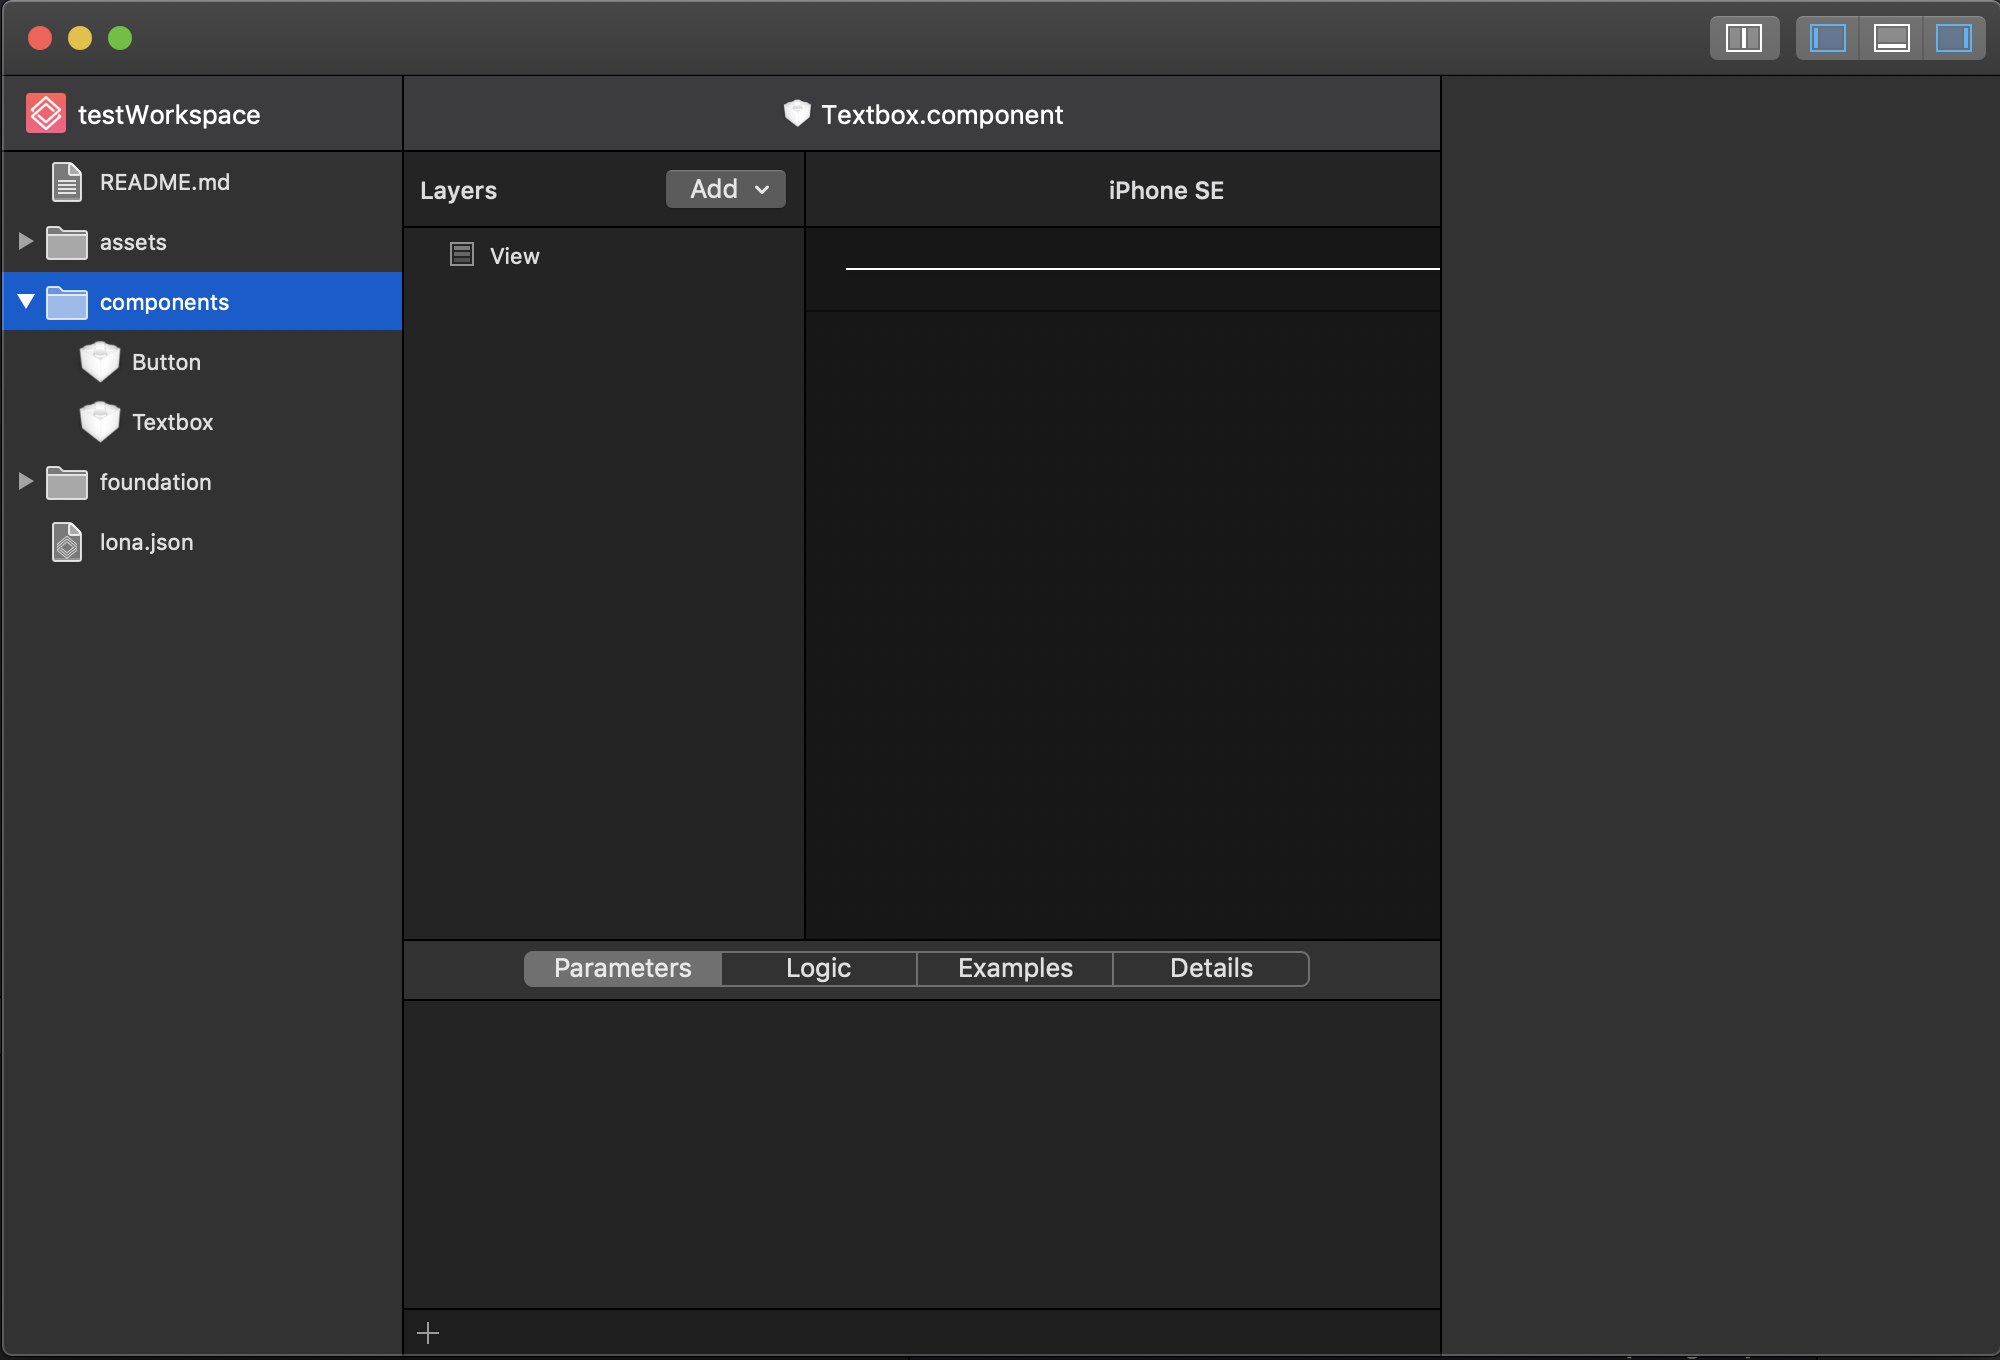 testWorkspace
Textbox.component
README.md
assets
components
Button
Textbox
foundation
lona.json
Layers
Add
iPhone SE
View
Parameters
Logic
Examples
Details